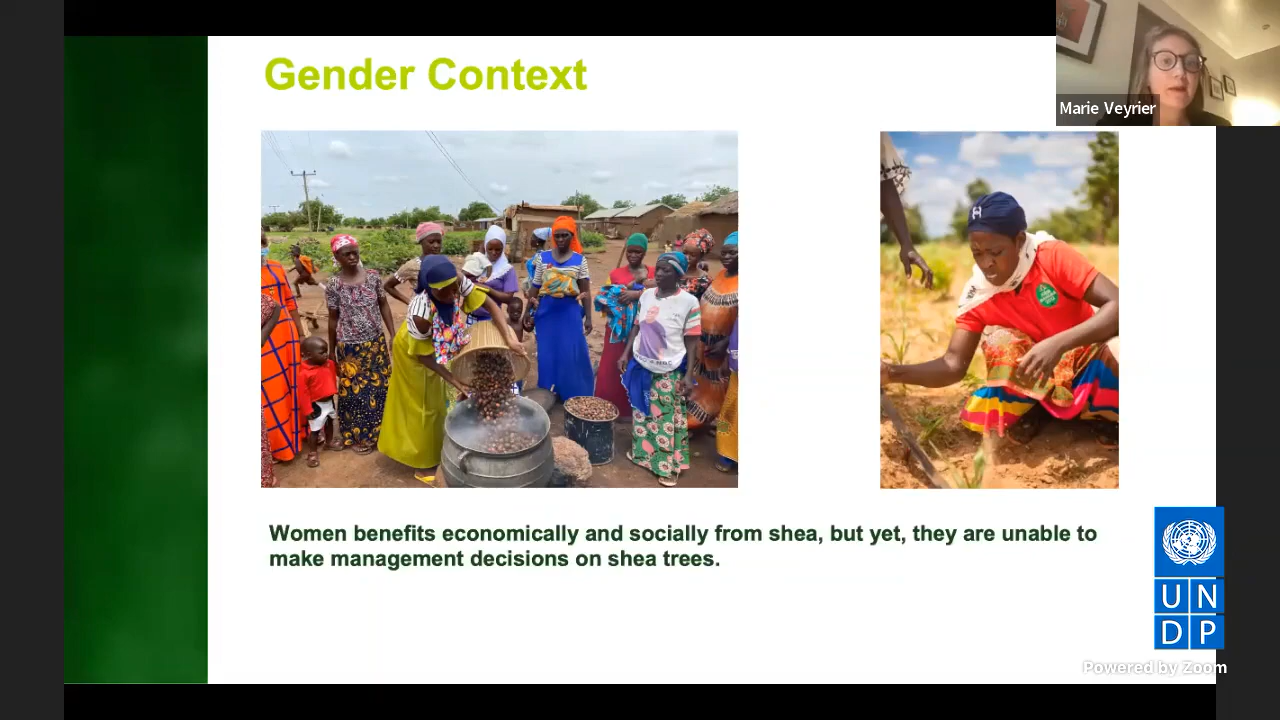 Gender Context
Marie Veyrier
Women benefits economically and socially from shea, but yet, they are unable to
make management decisions on shea trees.
U N
D P
Powered by Zoom